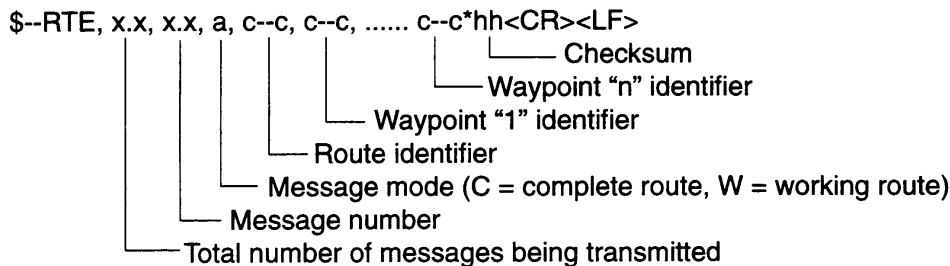 $--RTE, x.x, x.x, a, c--c, c--c, ...... c--c*hh<CR><LF>
Checksum
Waypoint “n” identifier
Waypoint “1” identifier
Route identifier
Message mode (C = complete route, W = working route)
Message number
Total number of messages being transmitted